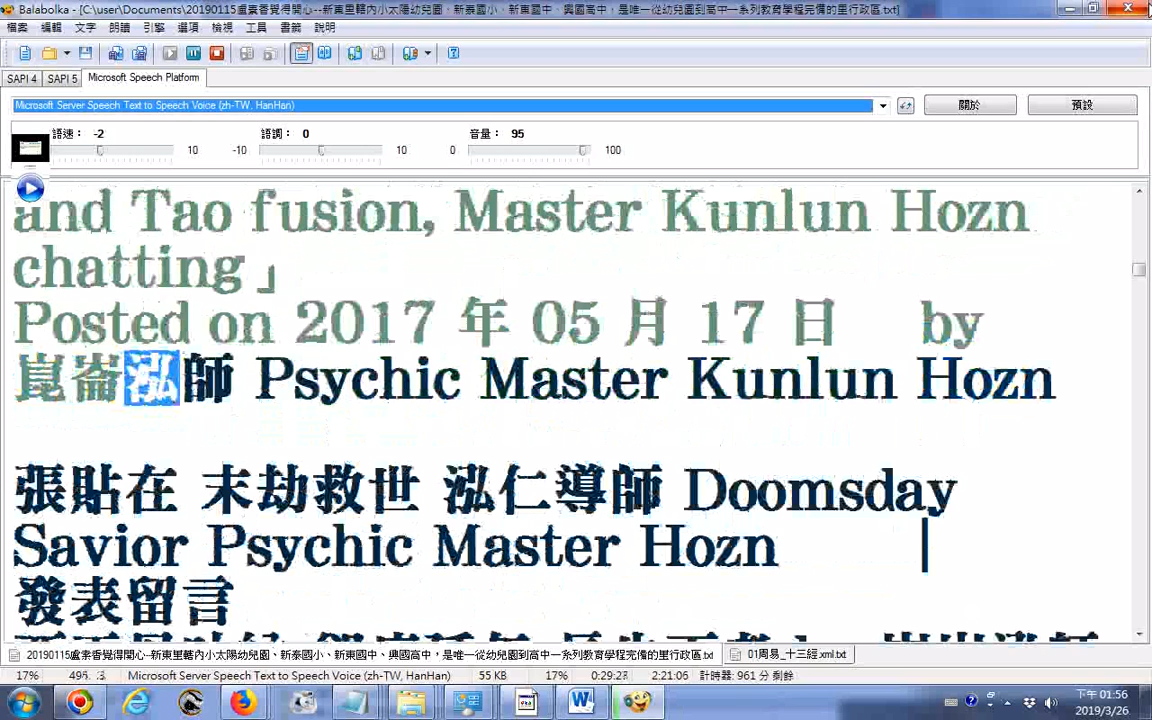 Balabolka - [C:\user\Documents\20190115盧素香覺得開心--新東里轄內小太陽幼兒園、新泰國小、新東國中、興國高中，是唯一從幼兒園到高中一系列教育學程完備的里行政區.txt]
檔案 編輯 文字 朗讀 引擎 選項 檢視 工具 書籤 說明
SAPI 4 SAPI 5 Microsoft Speech Platform
Microsoft Server Speech Text to Speech Voice (zh-TW, HanHan) 關於 預設
語速： -2 語調： 0 音量： 95
10 -10 10 0 100
and Tao fusion, Master Kunlun Hozn
chatting」
Posted on 2017 年 05 月 17 日 by
崑崙泓師 Psychic Master Kunlun Hozn
張貼在 末劫救世 泓仁導師 Doomsday
Savior Psychic Master Hozn
發表留言
20190115盧素香覺得開心--新東里轄內小太陽幼兒園、新泰國小、新東國中、興國高中，是唯一從幼兒園到高中一系列教育學程完備的里行政區.txt 01周易_十三經.xml.txt
17% Microsoft Server Speech Text to Speech Voice (zh-TW, HanHan) 55 KB 17% 2:21:06 計時器: 961 分 剩餘
下午 01:56
2019/3/26